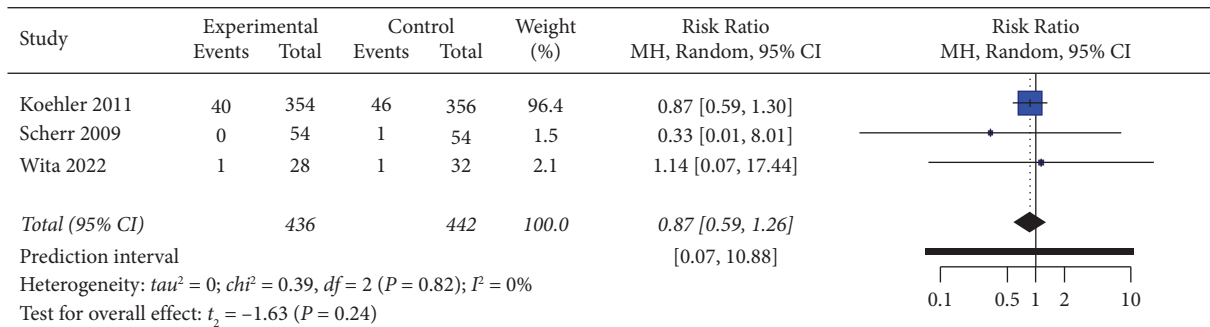 Study Experimental Control Weight Risk Ratio Risk Ratio
Events Total Events Total (%) MH, Random, 95% CI MH, Random, 95% CI
Koehler 2011 40 354 46 356 96.4 0.87 [0.59, 1.30]
Scherr 2009 0 54 1 54 1.5 0.33 [0.01, 8.01]
Wita 2022 1 28 1 32 2.1 1.14 [0.07, 17.44]
Total (95% CI) 436 442 100.0 0.87 [0.59, 1.26]
Prediction interval [0.07, 10.88]
Heterogeneity: tau² = 0; chi² = 0.39, df = 2 (P = 0.82); I² = 0%
Test for overall effect: t₂ = −1.63 (P = 0.24)
0.1 0.5 1 2 10